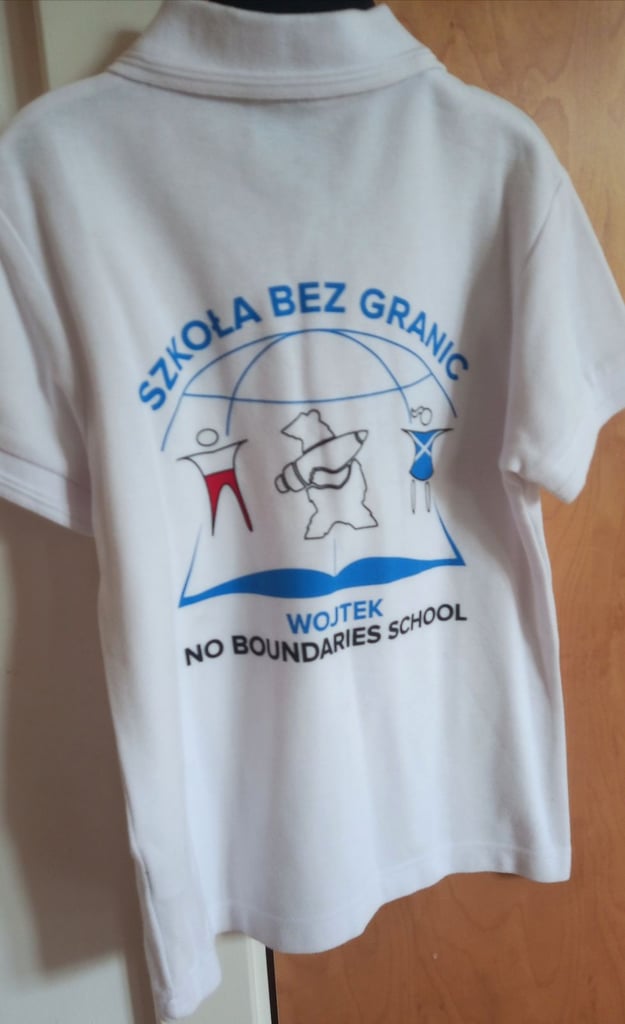 SZKOŁA BEZ GRANIC
WOJTEK
NO BOUNDARIES SCHOOL